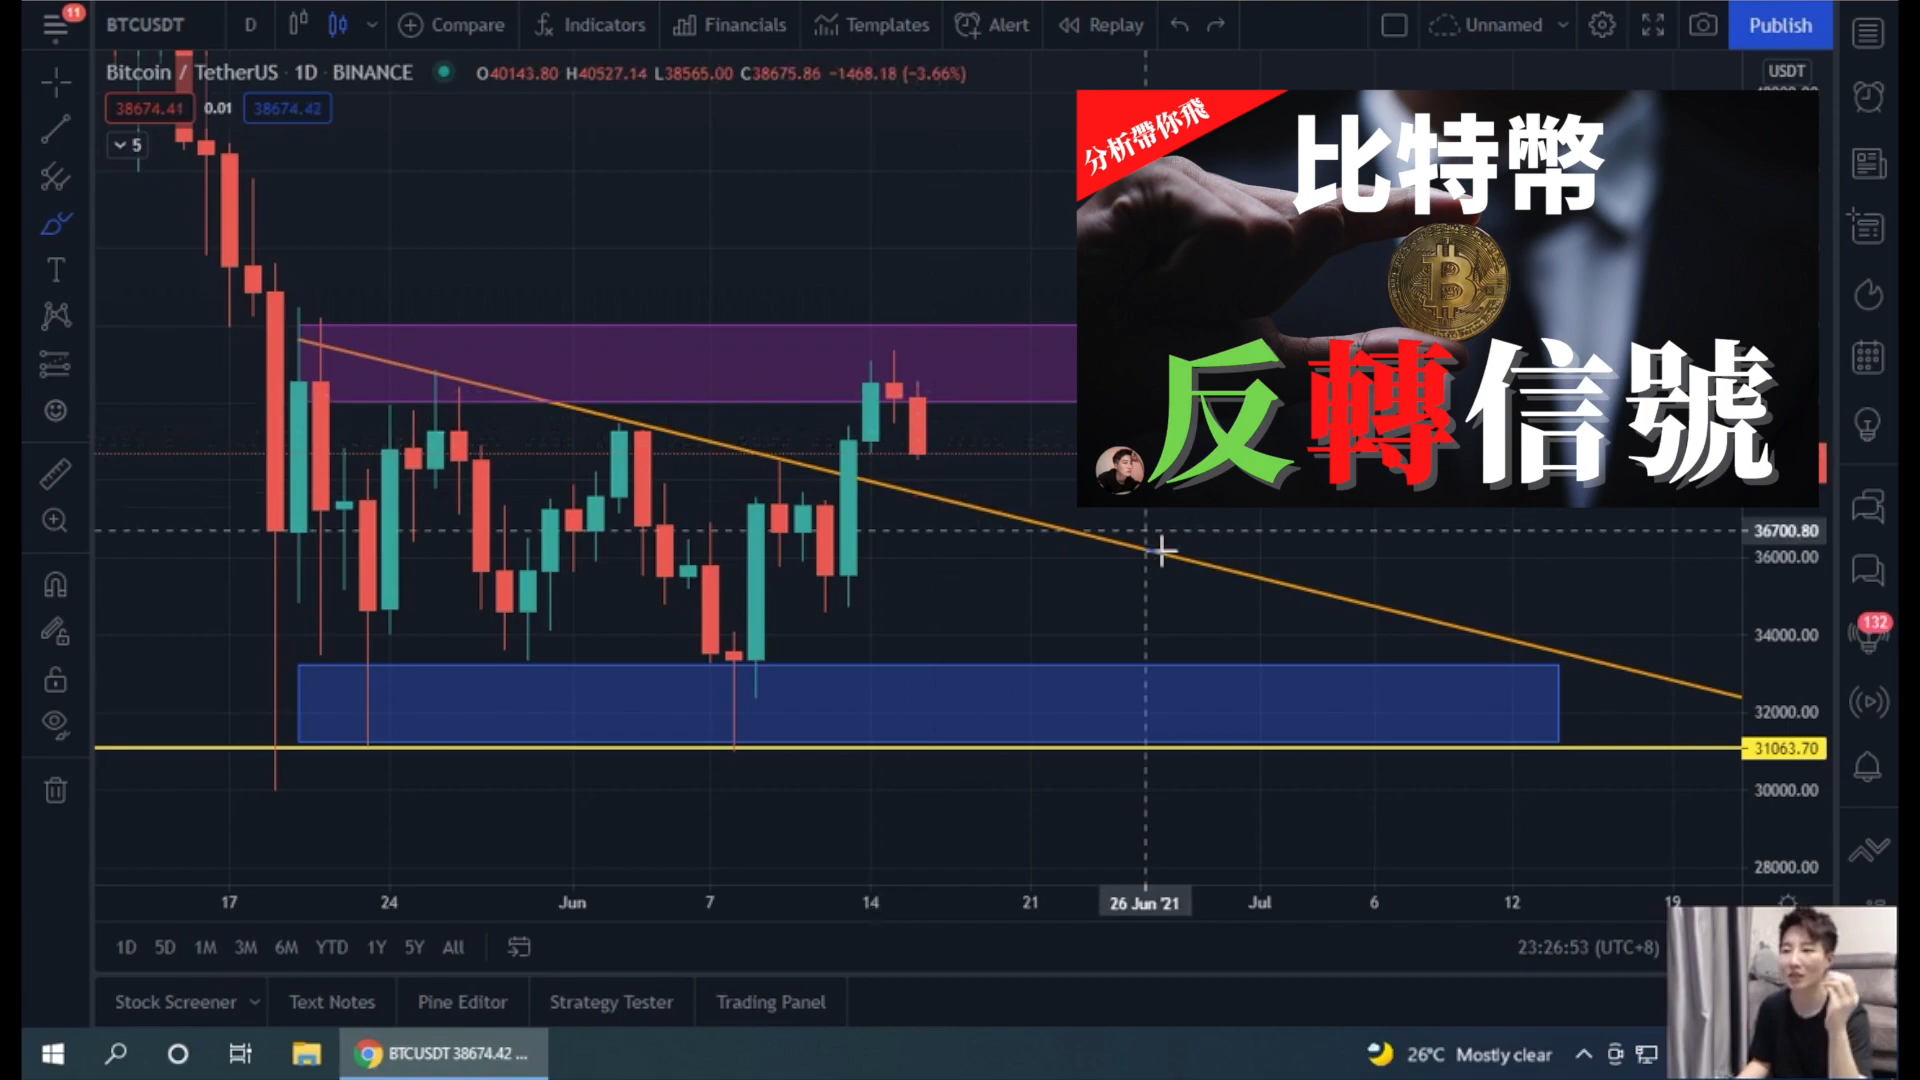 11
BTCUSDT
D
Compare
Indicators
Financials
Templates
Alert
Replay
Unnamed
Publish
Bitcoin / TetherUS · 1D · BINANCE
O40143.80 H40527.14 L38565.00 C38675.86 −1468.18 (−3.66%)
USDT
38674.41
0.01
38674.42
5
分析帶你飛
比特幣
反轉信號
36700.80
36000.00
34000.00
32000.00
31063.70
30000.00
28000.00
132
17
24
Jun
7
14
21
26 Jun '21
Jul
6
12
19
1D 5D 1M 3M 6M YTD 1Y 5Y All
23:26:53 (UTC+8)
Stock Screener
Text Notes
Pine Editor
Strategy Tester
Trading Panel
BTCUSDT 38674.42 ...
26°C Mostly clear